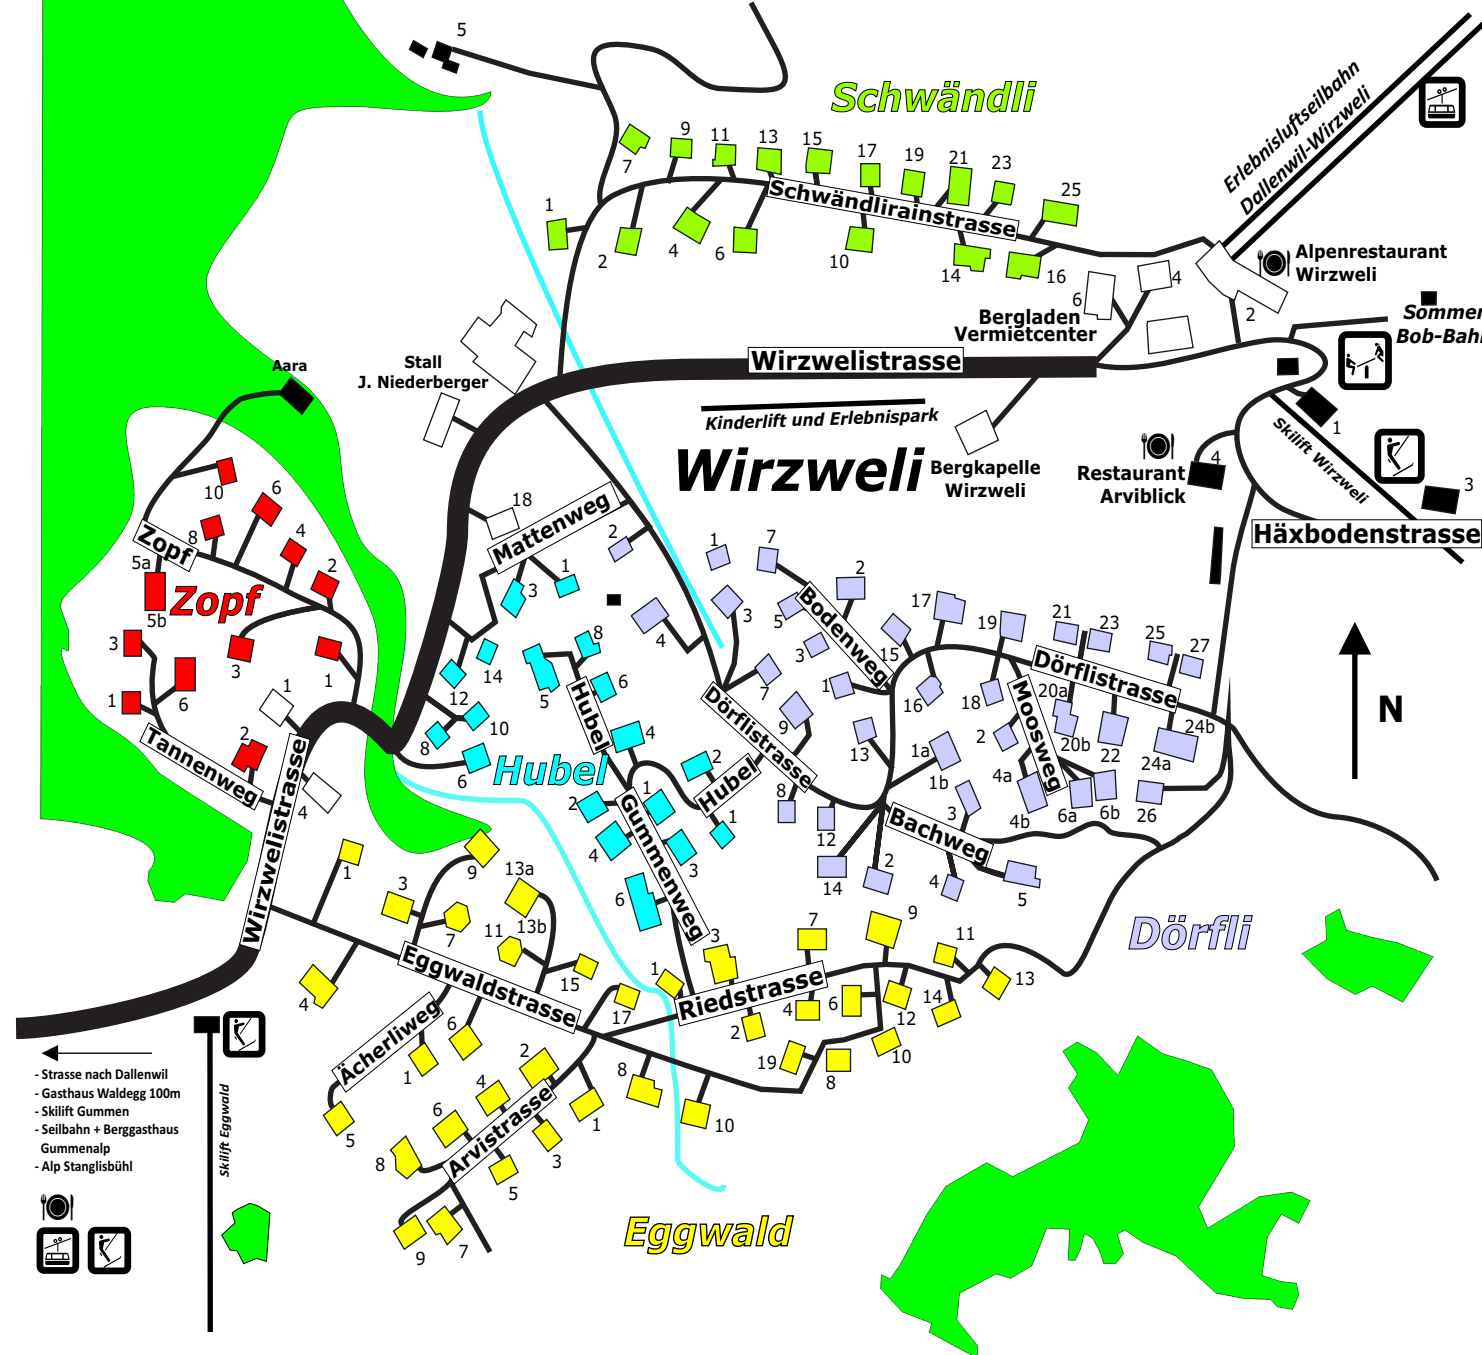 5
Schwändli
Erlebnisluftseilbahn
Dallenwil-Wirzweli
7
9
11
13
15
17
19
21
23
25
Schwändlirainstrasse
1
2
4
6
10
14
16
Alpenrestaurant
Wirzweli
4
6
2
Bergladen
Vermietcenter
Sommer
Bob-Bah
Wirzwelistrasse
Stall
J. Niederberger
Aara
Kinderlift und Erlebnispark
Wirzweli
Bergkapelle
Wirzweli
Restaurant
Arviblick
4
1
3
Skilift Wirzweli
Häxbodenstrasse
10
6
8
4
2
Zopf
5a
5b
Zopf
3
3
1
1
6
Tannenweg
2
1
4
Wirzwelistrasse
18
Mattenweg
2
1
3
4
14
12
10
8
6
Hubel
5
8
6
Hubel
4
2
Hubel
1
1
2
4
3
6
Gummenweg
1
7
2
3
5
3
1
Bodenweg
7
9
Dörflistrasse
8
12
13
14
15
17
16
19
18
21
23
25
27
Dörflistrasse
20a
20b
22
24b
24a
26
Moosweg
2
4a
4b
6a
6b
1a
1b
3
Bachweg
2
4
5
Dörfli
N
1
3
9
7
13a
13b
11
15
17
4
Eggwaldstrasse
Ächerliweg
1
6
5
2
4
6
8
Arvistrasse
1
3
5
7
9
8
10
1
3
Riedstrasse
2
4
7
6
9
11
13
12
14
10
8
19
Eggwald
- Strasse nach Dallenwil
- Gasthaus Waldegg 100m
- Skilift Gummen
- Seilbahn + Berggasthaus
Gummenalp
- Alp Stanglisbühl
Skilift Eggwald